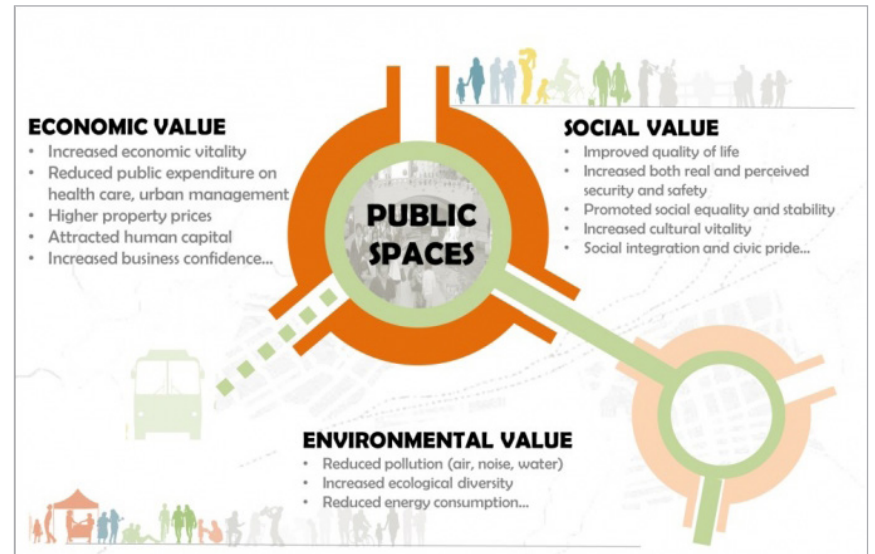 ECONOMIC VALUE
• Increased economic vitality
• Reduced public expenditure on
health care, urban management
• Higher property prices
• Attracted human capital
• Increased business confidence...
PUBLIC
SPACES
SOCIAL VALUE
• Improved quality of life
• Increased both real and perceived
security and safety
• Promoted social equality and stability
• Increased cultural vitality
• Social integration and civic pride...
ENVIRONMENTAL VALUE
• Reduced pollution (air, noise, water)
• Increased ecological diversity
• Reduced energy consumption...